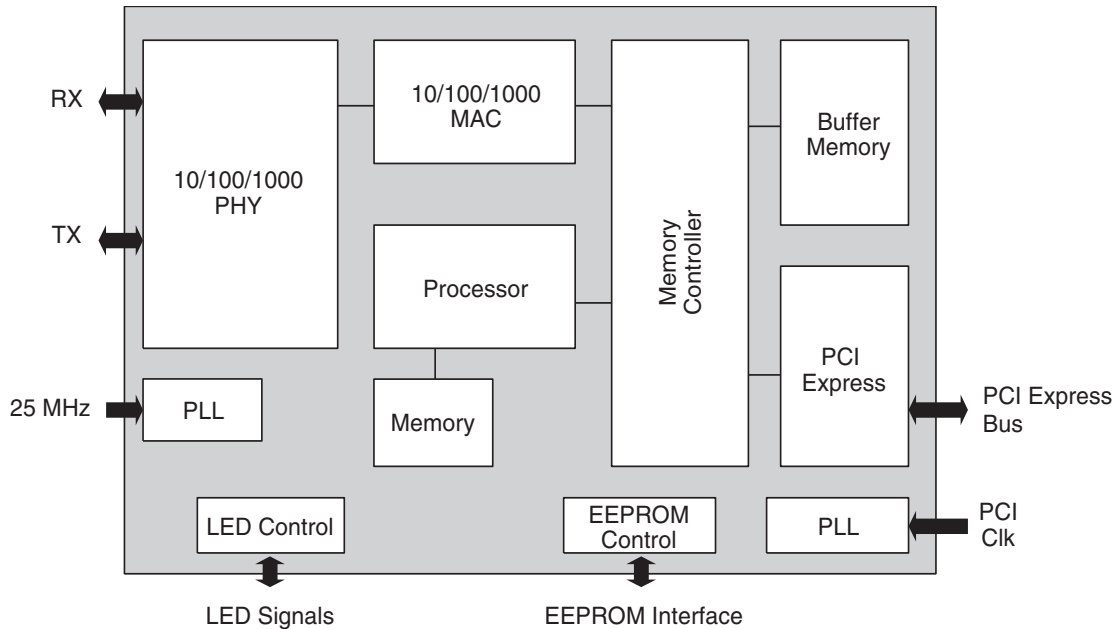 RX
TX
25 MHz
10/100/1000
PHY
10/100/1000
MAC
Processor
Memory
PLL
Memory
Controller
Buffer
Memory
PCI
Express
PCI Express
Bus
LED Control
EEPROM
Control
PLL
PCI
Clk
LED Signals
EEPROM Interface